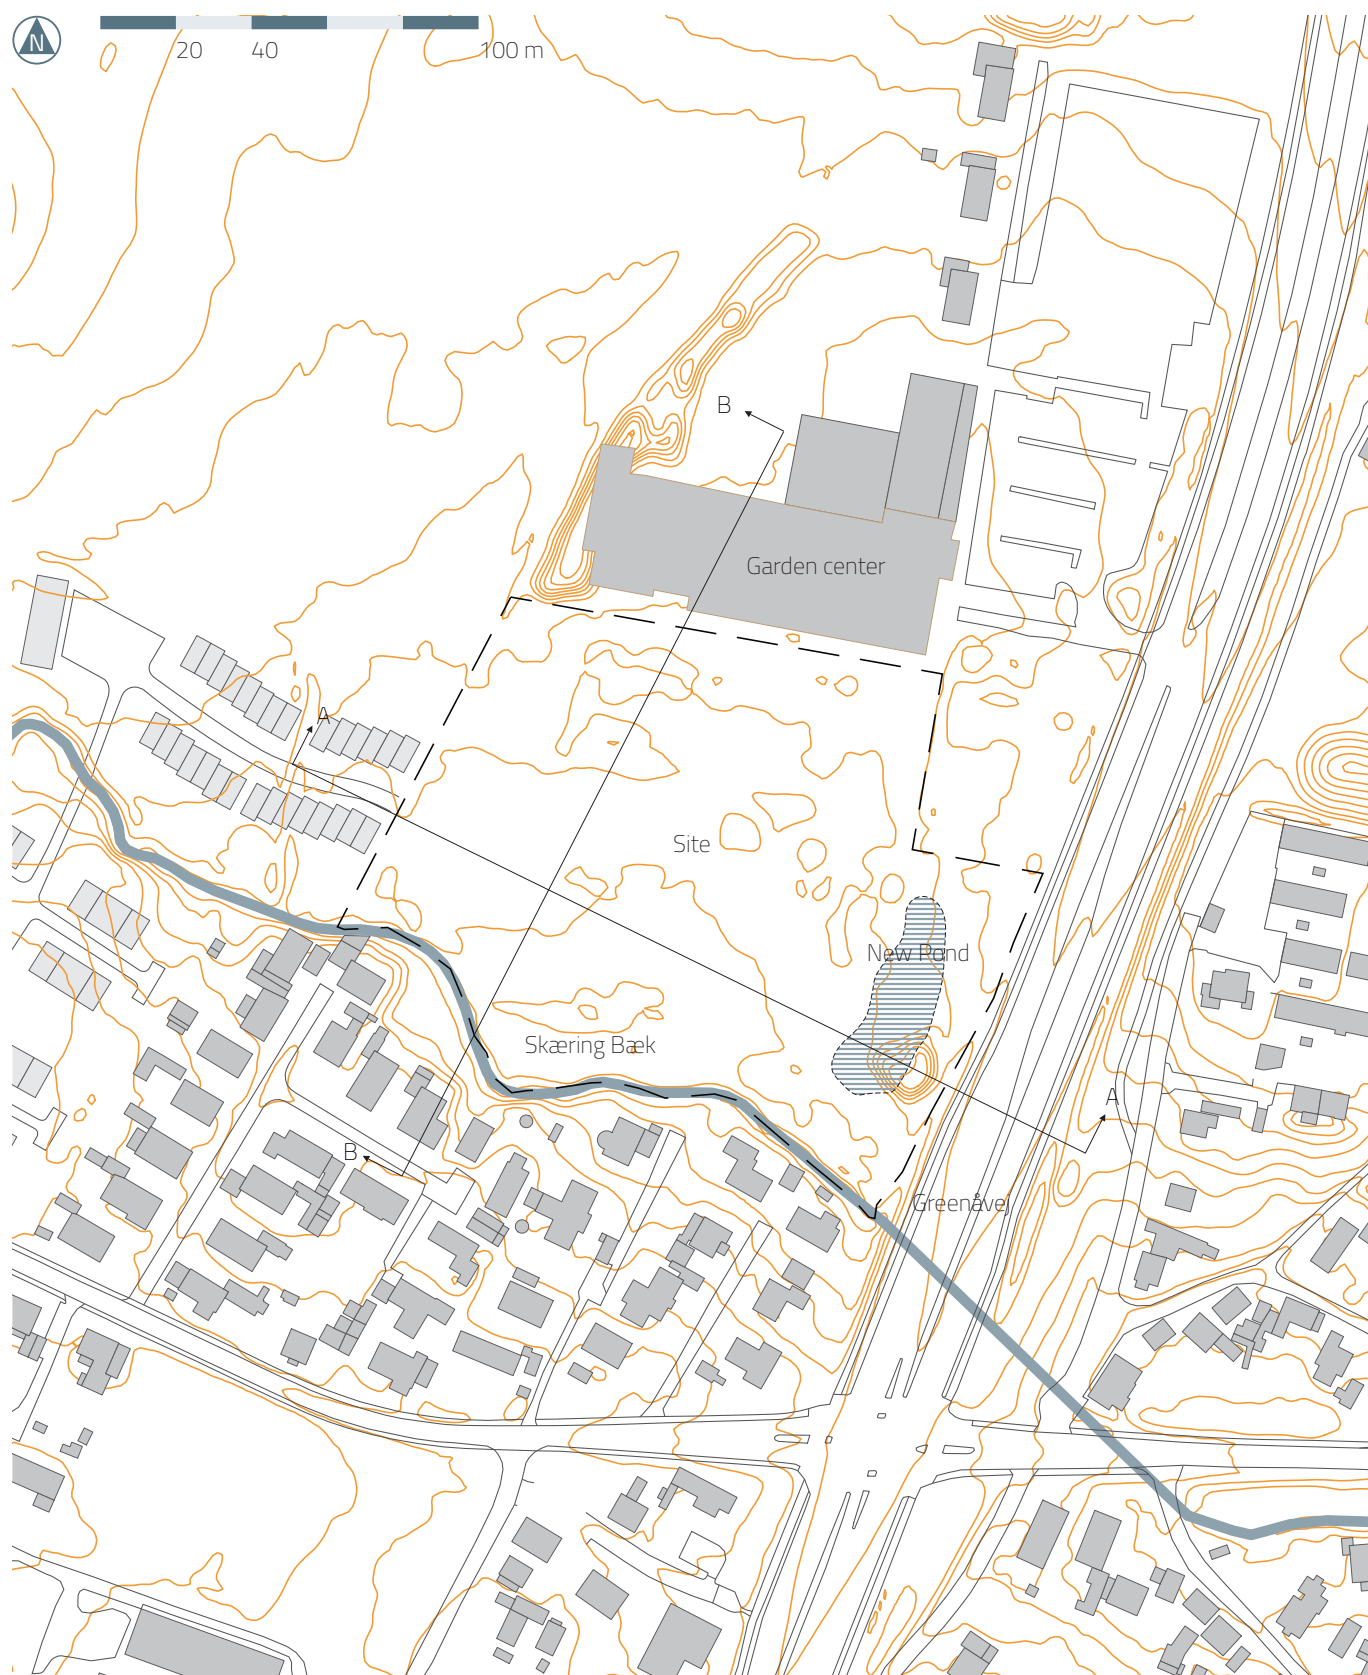 N
20 40 100 m
B
Garden center
A
Site
New Pond
Skæring Bæk
A
B
Greenåvej